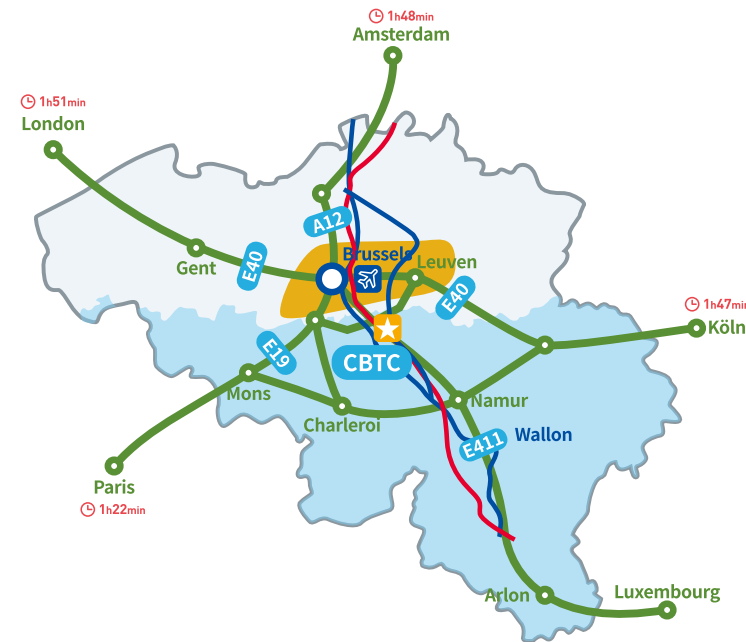 1h48min
Amsterdam
1h51min
London
A12
Brussels
Gent
E40
Leuven
E40
1h47min
Köln
E19
CBTC
Mons
Namur
Charleroi
E411
Wallon
Paris
1h22min
Arlon
Luxembourg